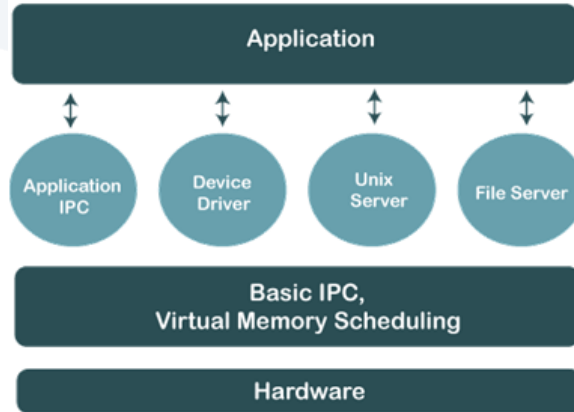 Application
Application
IPC
Device
Driver
Unix
Server
File Server
Basic IPC,
Virtual Memory Scheduling
Hardware